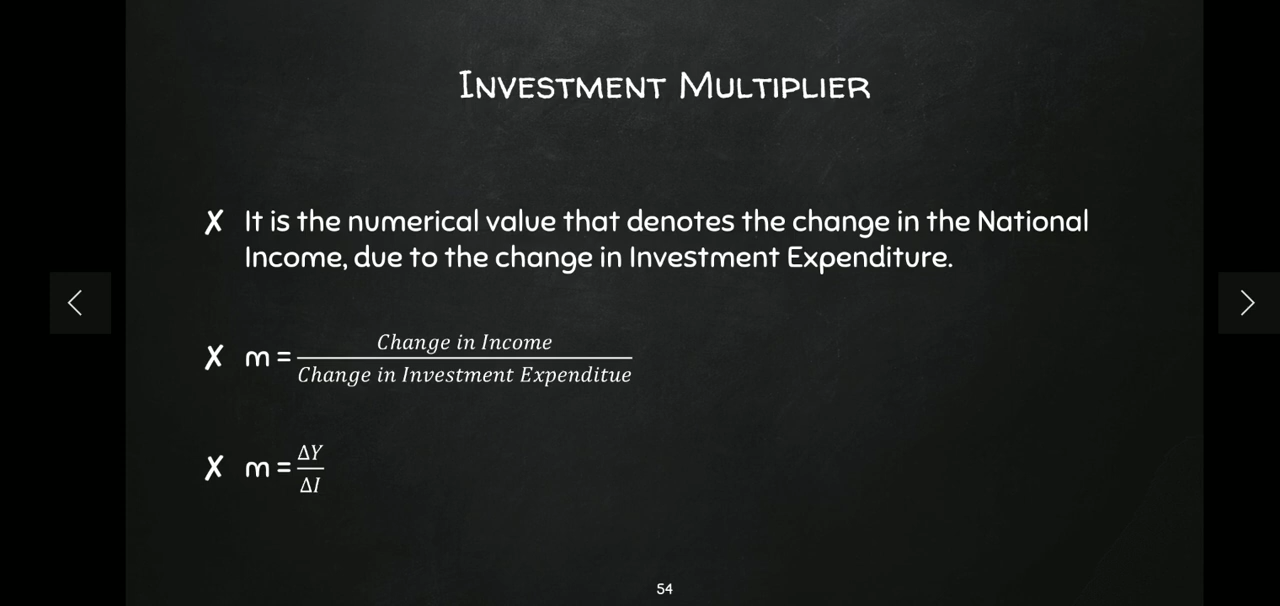 Investment Multiplier
✗ It is the numerical value that denotes the change in the National
Income, due to the change in Investment Expenditure.
✗ m = Change in Income / Change in Investment Expenditue
✗ m = ΔY / ΔI
54